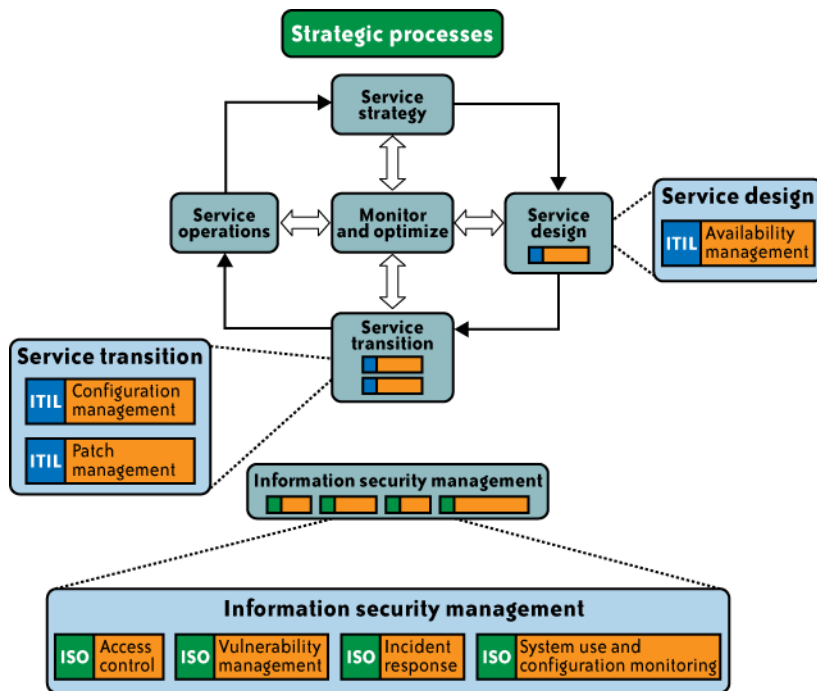 Strategic processes
Service
strategy
Service
operations
Monitor
and optimize
Service
design
Service design
ITIL
Availability
management
Service
transition
Service transition
ITIL
Configuration
management
ITIL
Patch
management
Information security management
Information security management
ISO
Access
control
ISO
Vulnerability
management
ISO
Incident
response
ISO
System use and
configuration monitoring